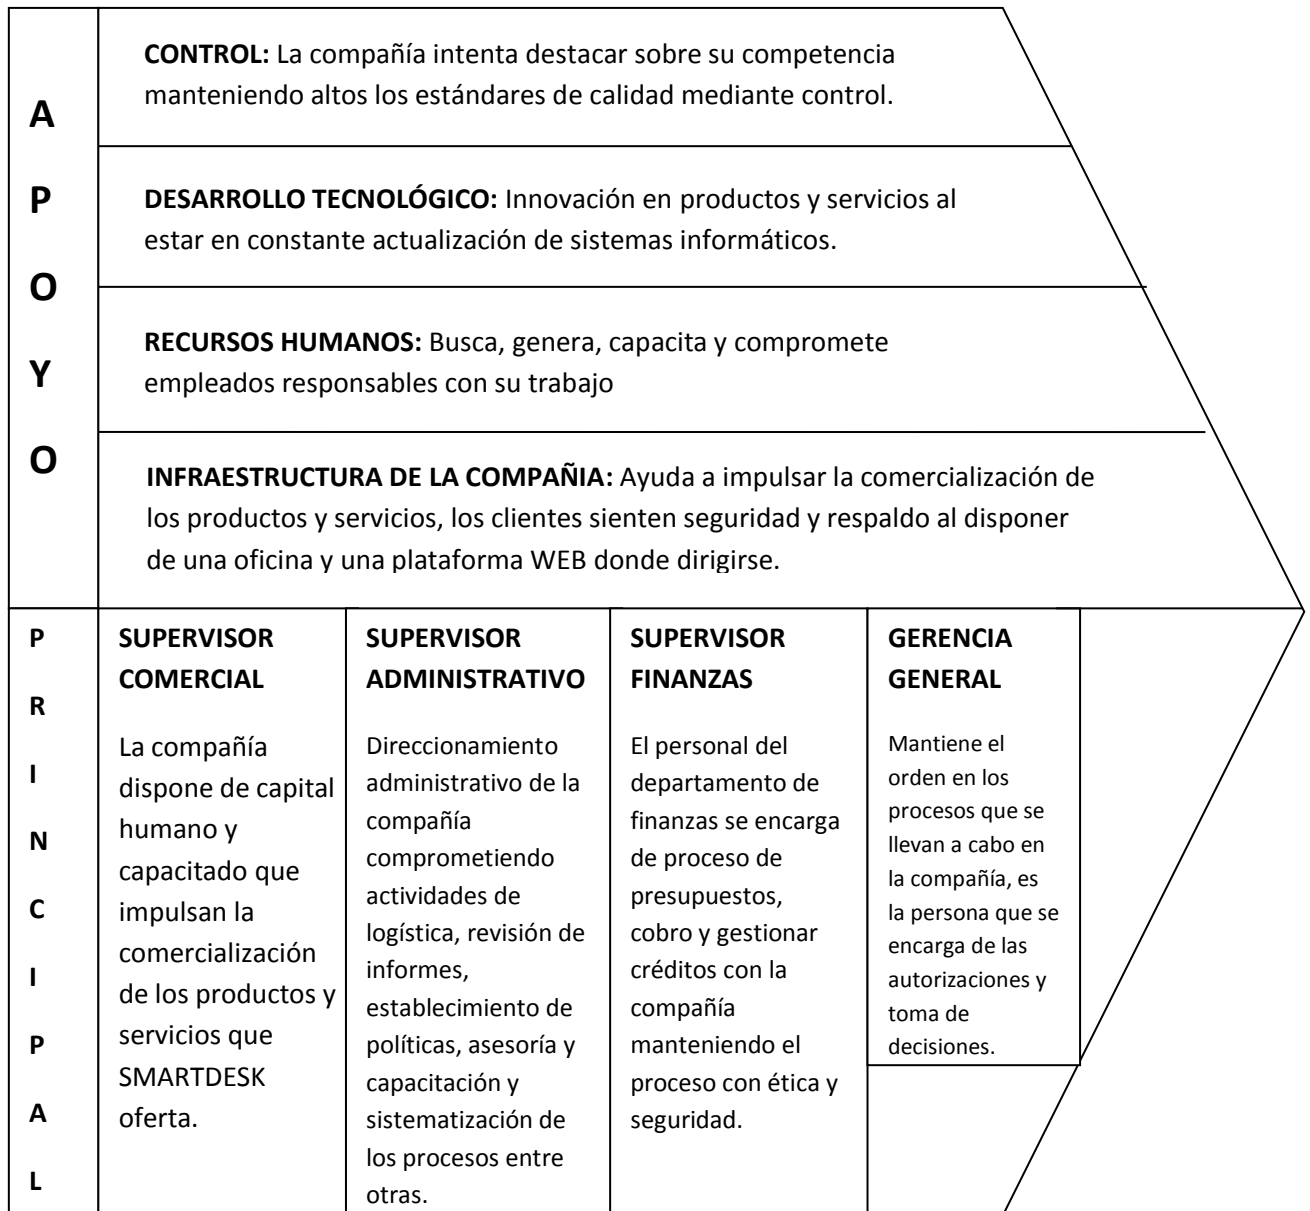 A
P
O
Y
O
CONTROL: La compañía intenta destacar sobre su competencia
manteniendo altos los estándares de calidad mediante control.
DESARROLLO TECNOLÓGICO: Innovación en productos y servicios al
estar en constante actualización de sistemas informáticos.
RECURSOS HUMANOS: Busca, genera, capacita y compromete
empleados responsables con su trabajo
INFRAESTRUCTURA DE LA COMPAÑIA: Ayuda a impulsar la comercialización de
los productos y servicios, los clientes sienten seguridad y respaldo al disponer
de una oficina y una plataforma WEB donde dirigirse.
P
R
I
N
C
I
P
A
L
SUPERVISOR
COMERCIAL
La compañía
dispone de capital
humano y
capacitado que
impulsan la
comercialización
de los productos y
servicios que
SMARTDESK
oferta.
SUPERVISOR
ADMINISTRATIVO
Direccionamiento
administrativo de la
compañía
comprometiendo
actividades de
logística, revisión de
informes,
establecimiento de
políticas, asesoría y
capacitación y
sistematización de
los procesos entre
otras.
SUPERVISOR
FINANZAS
El personal del
departamento de
finanzas se encarga
de proceso de
presupuestos,
cobro y gestionar
créditos con la
compañía
manteniendo el
proceso con ética y
seguridad.
GERENCIA
GENERAL
Mantiene el
orden en los
procesos que se
llevan a cabo en
la compañía, es
la persona que se
encarga de las
autorizaciones y
toma de
decisiones.